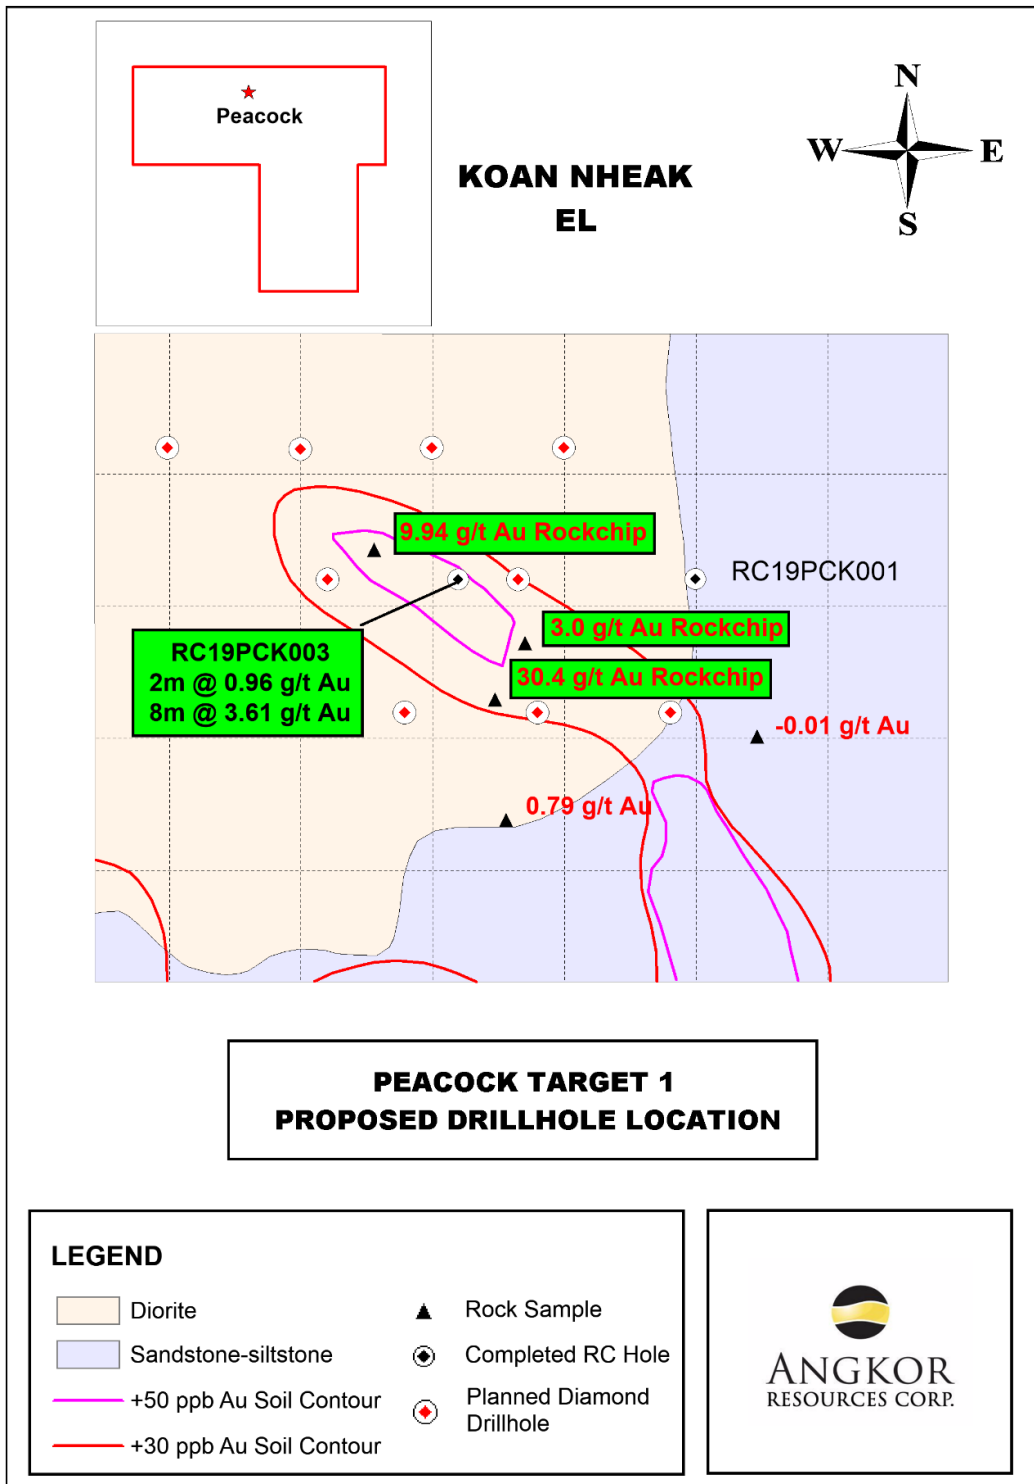 Peacock
KOAN NHEAK
EL
N
W
E
S
9.94 g/t Au Rockchip
RC19PCK001
3.0 g/t Au Rockchip
RC19PCK003
2m @ 0.96 g/t Au
8m @ 3.61 g/t Au
30.4 g/t Au Rockchip
-0.01 g/t Au
0.79 g/t Au
PEACOCK TARGET 1
PROPOSED DRILLHOLE LOCATION
LEGEND
Diorite
Sandstone-siltstone
+50 ppb Au Soil Contour
+30 ppb Au Soil Contour
Rock Sample
Completed RC Hole
Planned Diamond
Drillhole
ANGKOR
RESOURCES CORP.